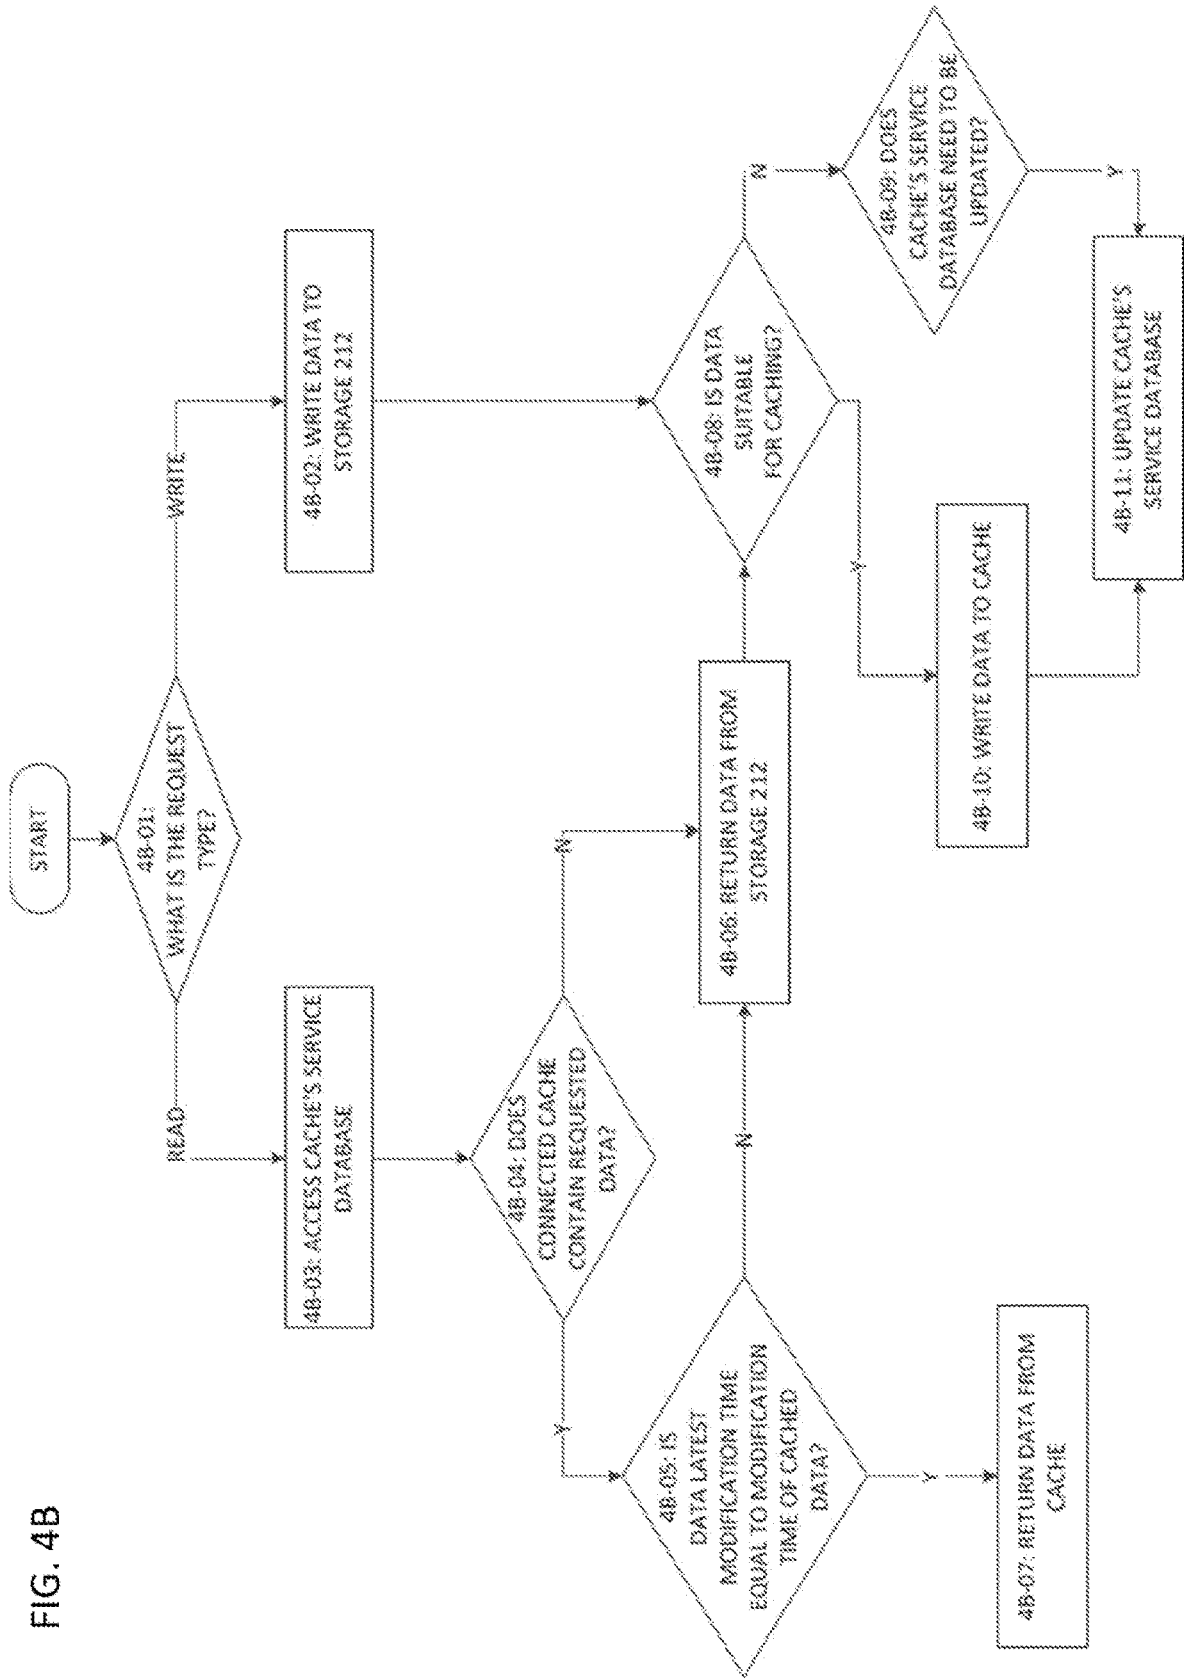 FIG. 4B
START
4B-01:
WHAT IS THE REQUEST
TYPE?
READ
WRITE
4B-03: ACCESS CACHE'S SERVICE
DATABASE
4B-02: WRITE DATA TO
STORAGE 212
4B-04: DOES
CONNECTED CACHE
CONTAIN REQUESTED
DATA?
Y
N
4B-05: IS
DATA LATEST
MODIFICATION TIME
EQUAL TO MODIFICATION
TIME OF CACHED
DATA?
N
Y
4B-06: RETURN DATA FROM
STORAGE 212
4B-07: RETURN DATA FROM
CACHE
4B-08: IS DATA
SUITABLE
FOR CACHING?
Y
N
4B-09: DOES
CACHE'S SERVICE
DATABASE NEED TO BE
UPDATED?
Y
4B-10: WRITE DATA TO CACHE
4B-11: UPDATE CACHE'S
SERVICE DATABASE